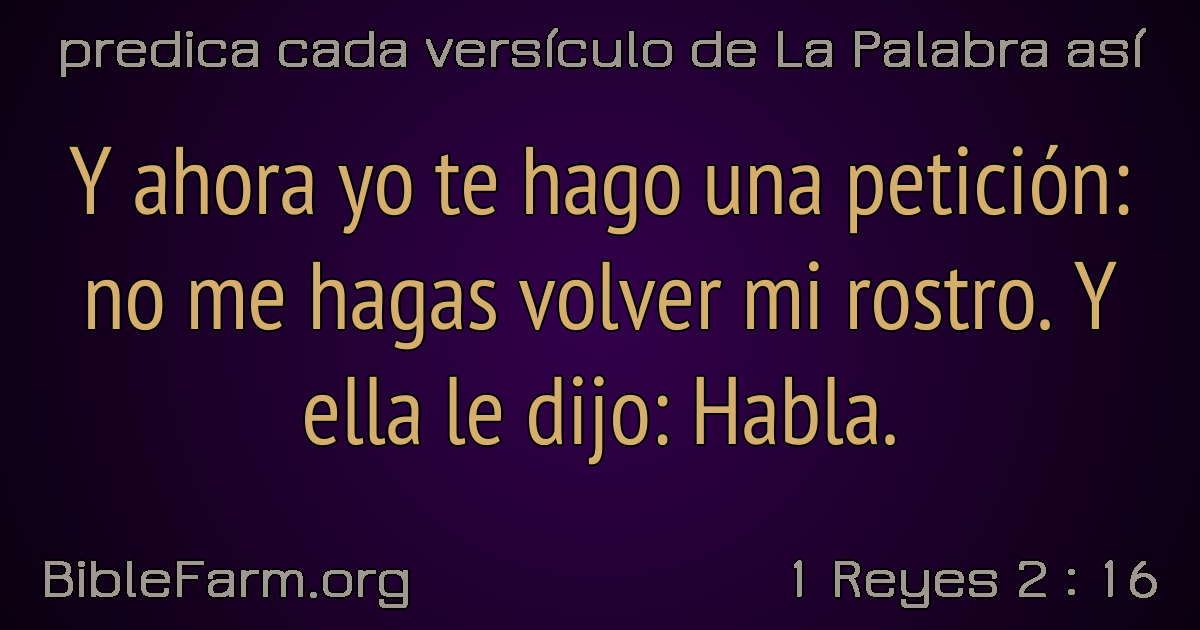 predica cada versículo de La Palabra así
Y ahora yo te hago una petición:
no me hagas volver mi rostro. Y
ella le dijo: Habla.
BibleFarm.org
1 Reyes 2 : 16